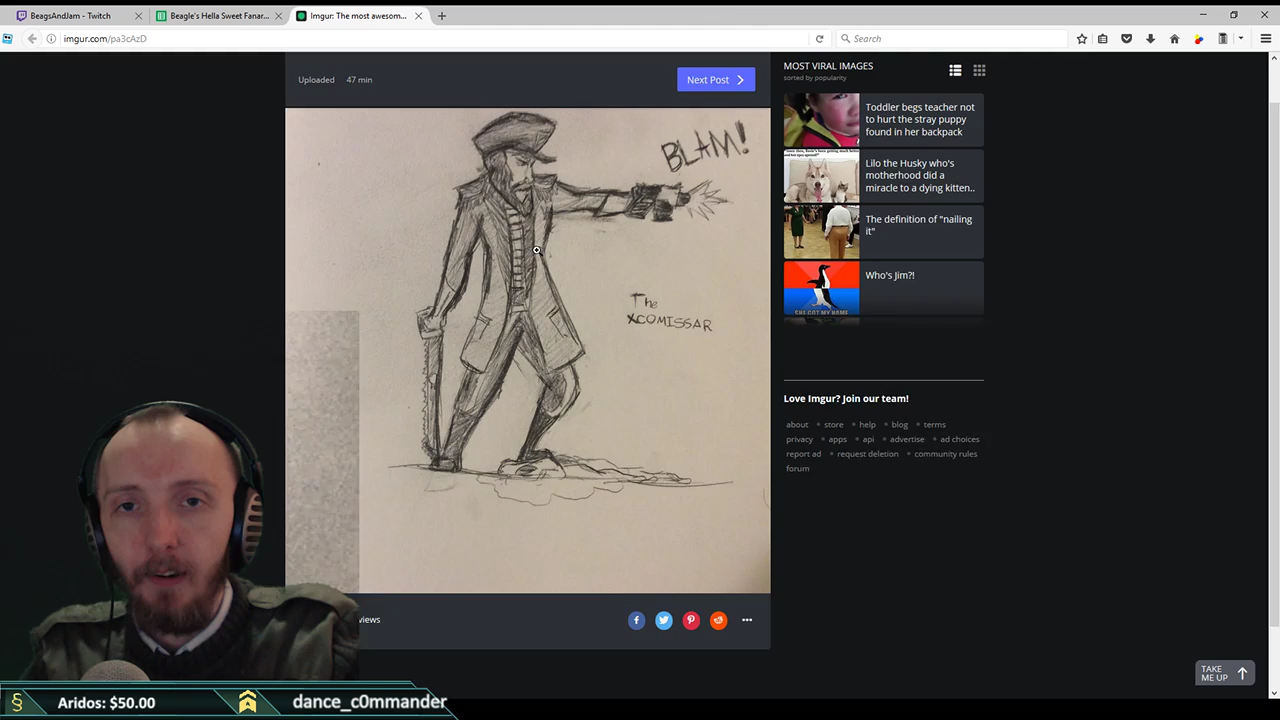 BeagsAndJam - Twitch
Beagle's Hella Sweet Fanar...
Imgur: The most awesom...
imgur.com/pa3cAzD
Search
Uploaded 47 min
Next Post
BLAM!
The
XCOMISSAR
views
MOST VIRAL IMAGES
sorted by popularity
Toddler begs teacher not
to hurt the stray puppy
found in her backpack
Lilo the Husky who's
motherhood did a
miracle to a dying kitten..
The definition of "nailing
it"
Who's Jim?!
SHE GOT MY NAME
Love Imgur? Join our team!
about store help blog terms
privacy apps api advertise ad choices
report ad request deletion community rules
forum
TAKE
ME UP
Aridos: $50.00
dance_c0mmander